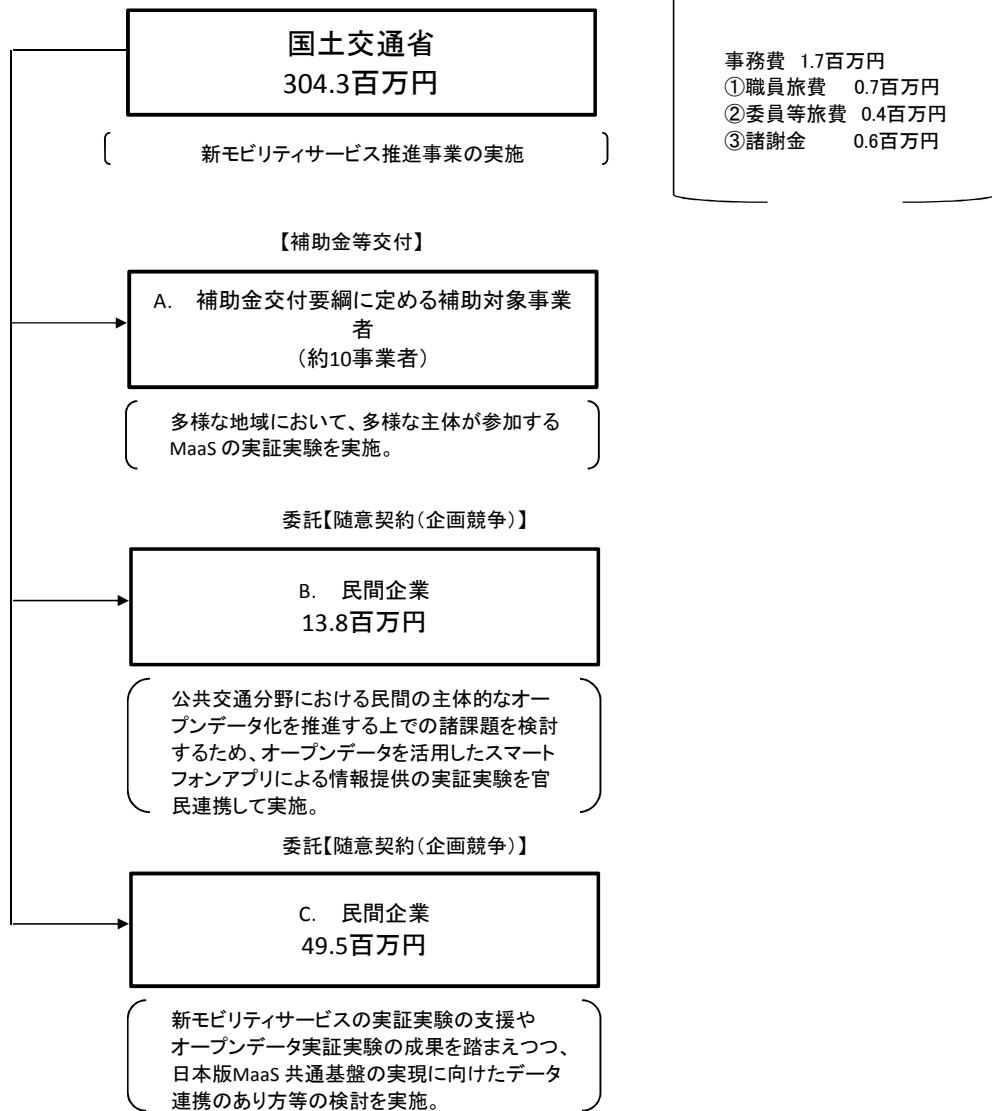 国土交通省
304.3百万円
新モビリティサービス推進事業の実施
事務費 1.7百万円
①職員旅費 0.7百万円
②委員等旅費 0.4百万円
③諸謝金 0.6百万円
【補助金等交付】
A. 補助金交付要綱に定める補助対象事業
者
（約10事業者）
多様な地域において、多様な主体が参加する
MaaS の実証実験を実施。
委託【随意契約（企画競争）】
B. 民間企業
13.8百万円
公共交通分野における民間の主体的なオー
プンデータ化を推進する上での諸課題を検討
するため、オープンデータを活用したスマート
フォンアプリによる情報提供の実証実験を官
民連携して実施。
委託【随意契約（企画競争）】
C. 民間企業
49.5百万円
新モビリティサービスの実証実験の支援や
オープンデータ実証実験の成果を踏まえつつ、
日本版MaaS 共通基盤の実現に向けたデータ
連携のあり方等の検討を実施。